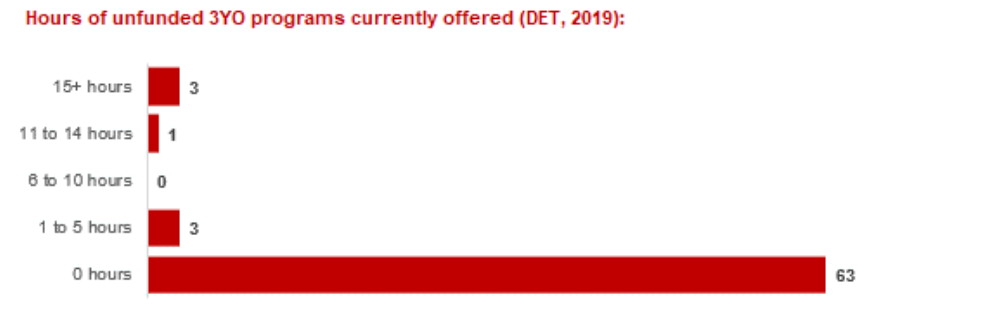 Hours of unfunded 3YO programs currently offered (DET, 2019):
15+ hours 3
11 to 14 hours 1
6 to 10 hours 0
1 to 5 hours 3
0 hours 63